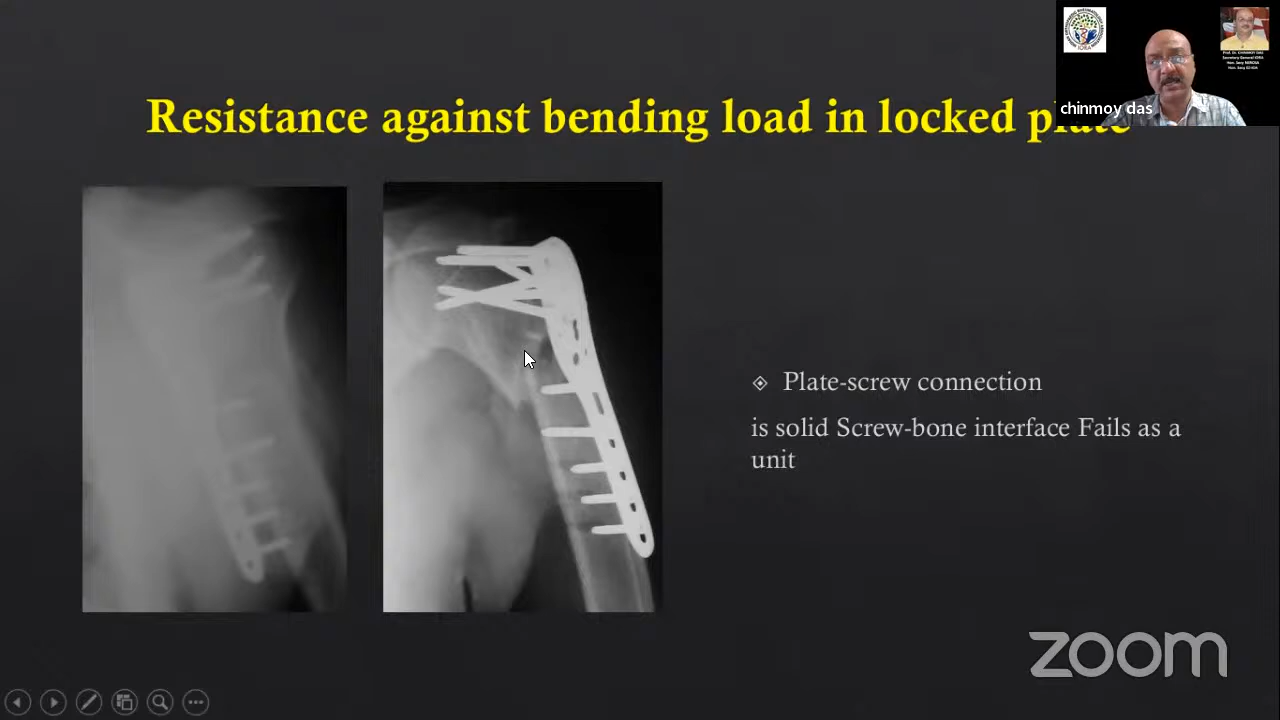 Resistance against bending load in locked plate
chinmoy das
Plate-screw connection
is solid Screw-bone interface Fails as a
unit
zoom